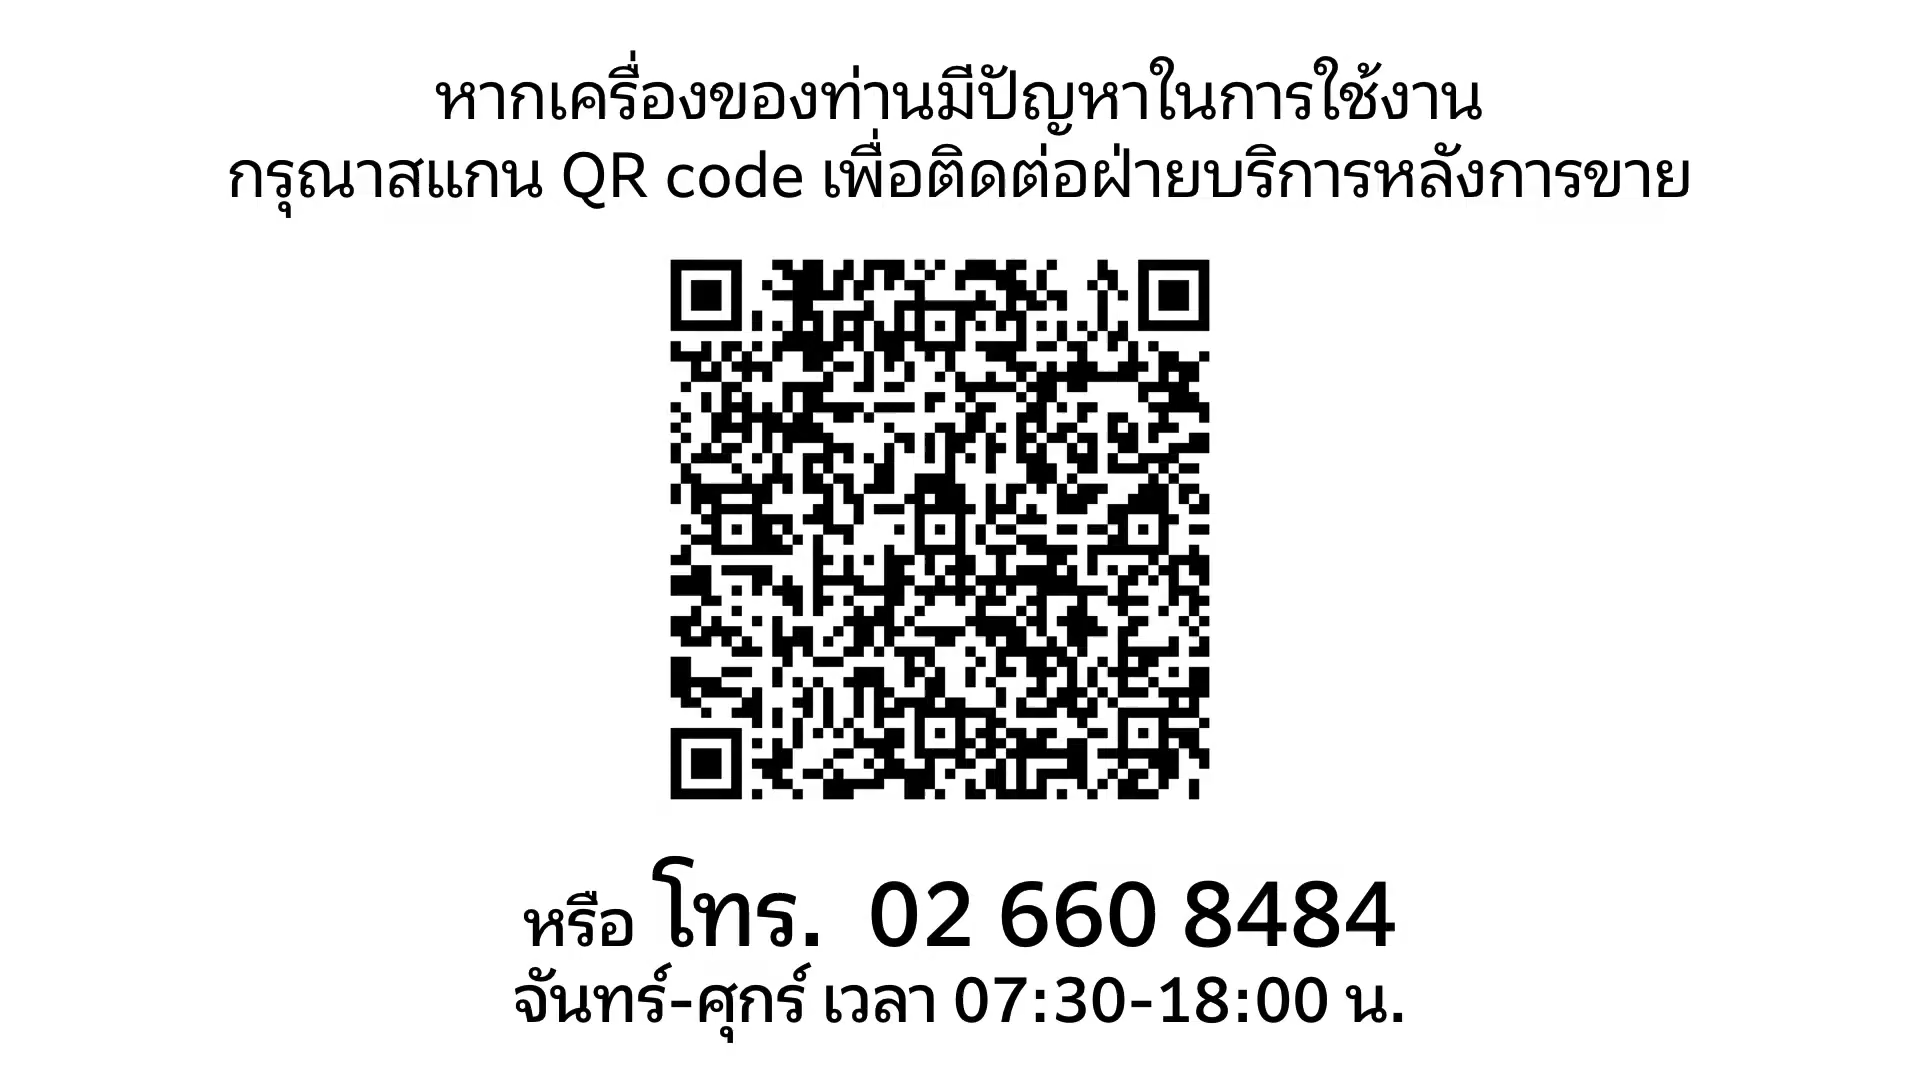 หากเครื่องของท่านมีปัญหาในการใช้งาน
กรุณาสแกน QR code เพื่อติดต่อฝ่ายบริการหลังการขาย
หรือ โทร. 02 660 8484
จันทร์-ศุกร์ เวลา 07:30-18:00 น.